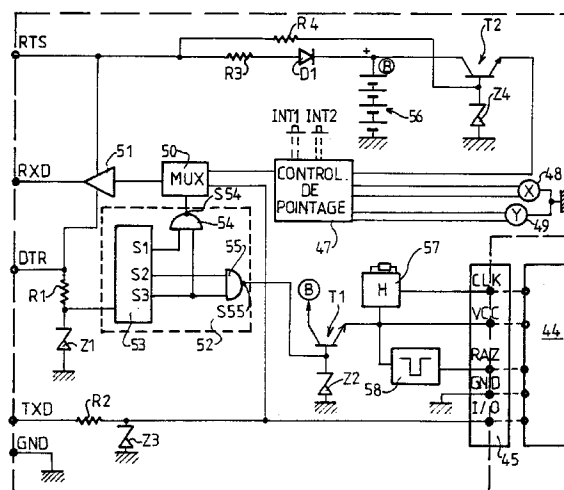 R4
RTS
T2
R3
D1
+
B
56
Z4
INT1 INT2
51
50
RXD
MUX
S54
54
CONTROL.
DE
POINTAGE
47
X
48
Y
49
DTR
R1
Z1
S1
S2
S3
53
55
S55
52
B
T1
Z2
57
H
58
CLK
VCC
RAZ
GND
I/O
44
45
TXD
R2
Z3
GND